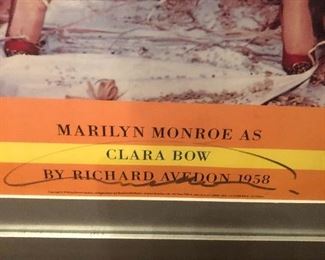 MARILYN MONROE AS
CLARA BOW
BY RICHARD AVEDON 1958